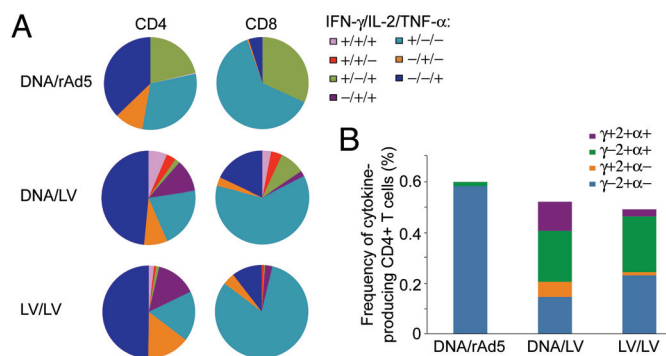 A
CD4 CD8
IFN-γ/IL-2/TNF-α:
+/+/+ +/−/−
+/+/− −/+/−
+/−/+ −/−/+
−/+/+
DNA/rAd5
DNA/LV
LV/LV
B
γ+2+α+
γ−2+α+
γ+2+α−
γ−2+α−
Frequency of cytokine-
producing CD4+ T cells (%)
0.6
0.4
0.2
0
DNA/rAd5 DNA/LV LV/LV